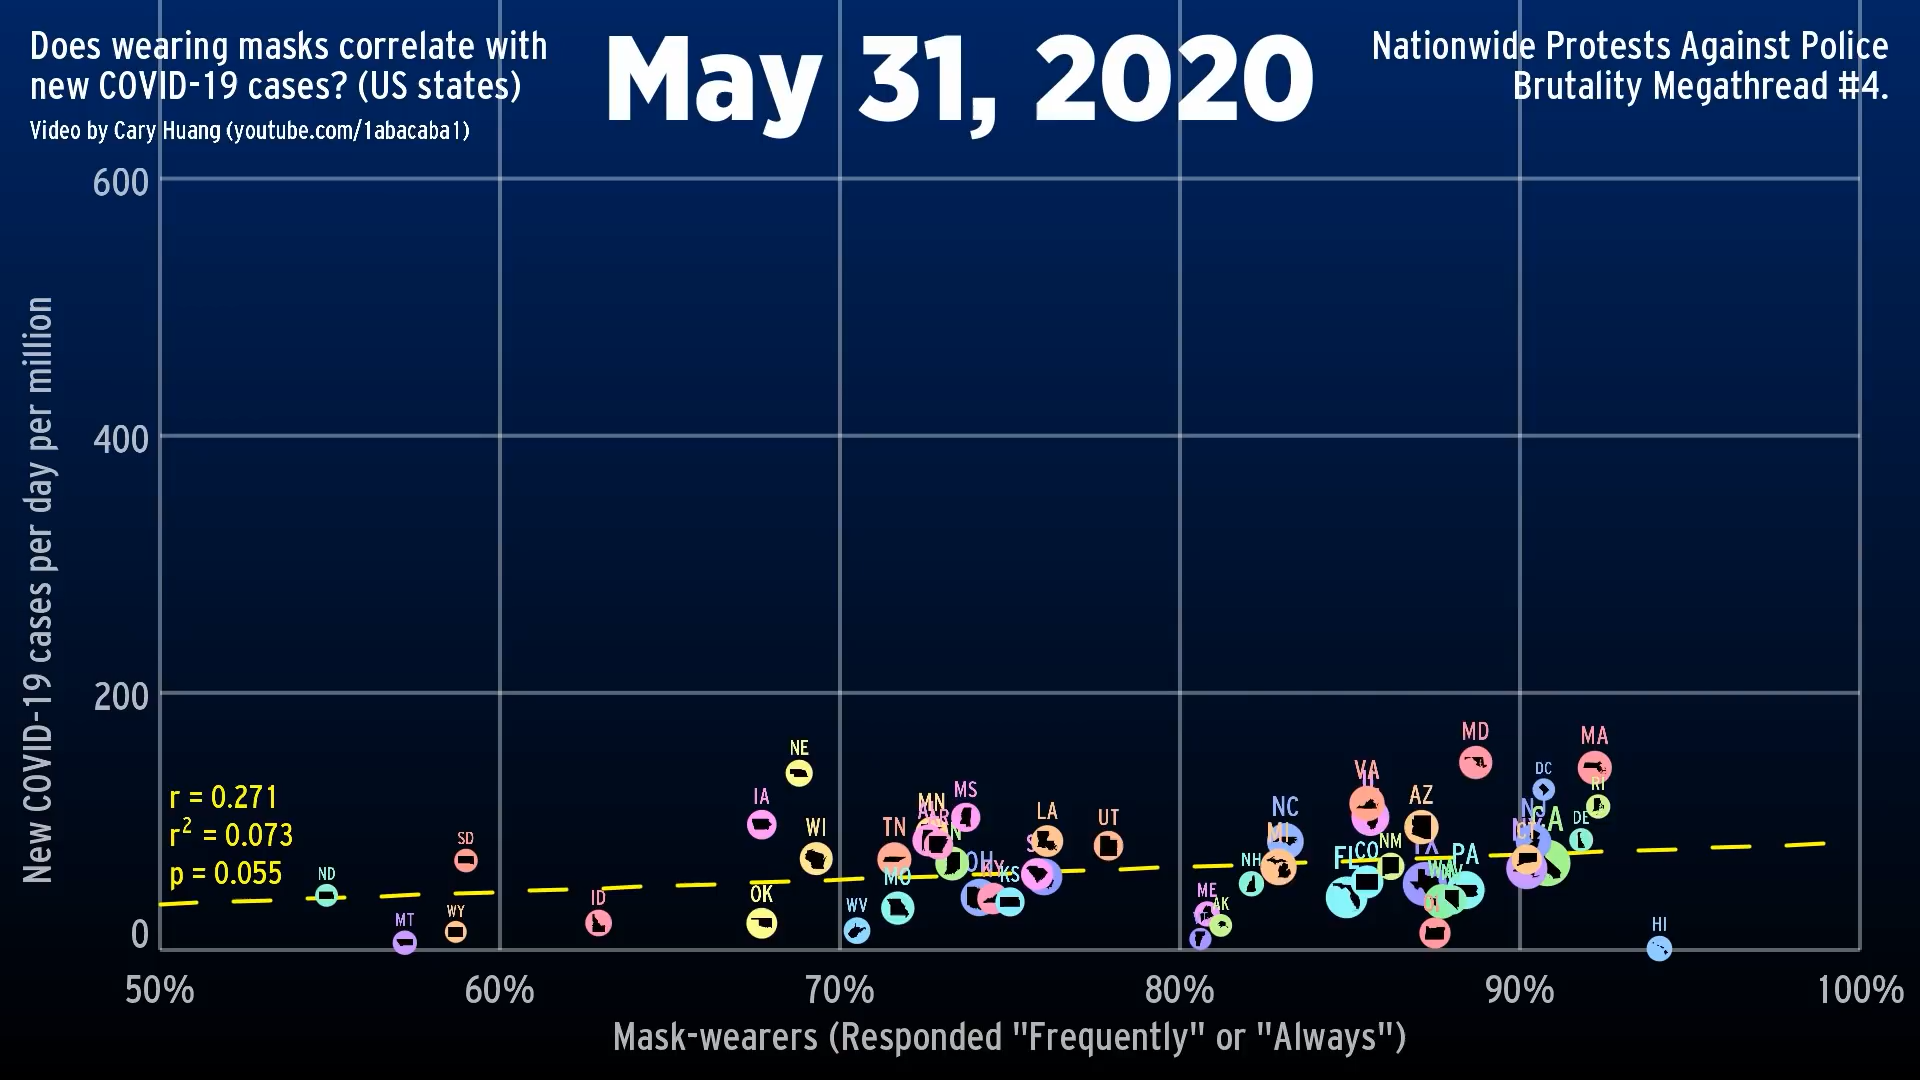 Does wearing masks correlate with
new COVID-19 cases? (US states)
Video by Cary Huang (youtube.com/1abacaba1)
May 31, 2020
Nationwide Protests Against Police
Brutality Megathread #4.
New COVID-19 cases per day per million
600
400
200
0
r = 0.271
r² = 0.073
p = 0.055
MD
MA
NE
DC
VA
RI
MS
IA
AZ
MN
NC
LA
UT
WI
TN
SD
DE
CA
MI
CT
NM
CO
FL
PA
NH
OH
KS
MO
ND
OK
ID
ME
AK
WV
WY
MT
HI
50%
60%
70%
80%
90%
100%
Mask-wearers (Responded "Frequently" or "Always")